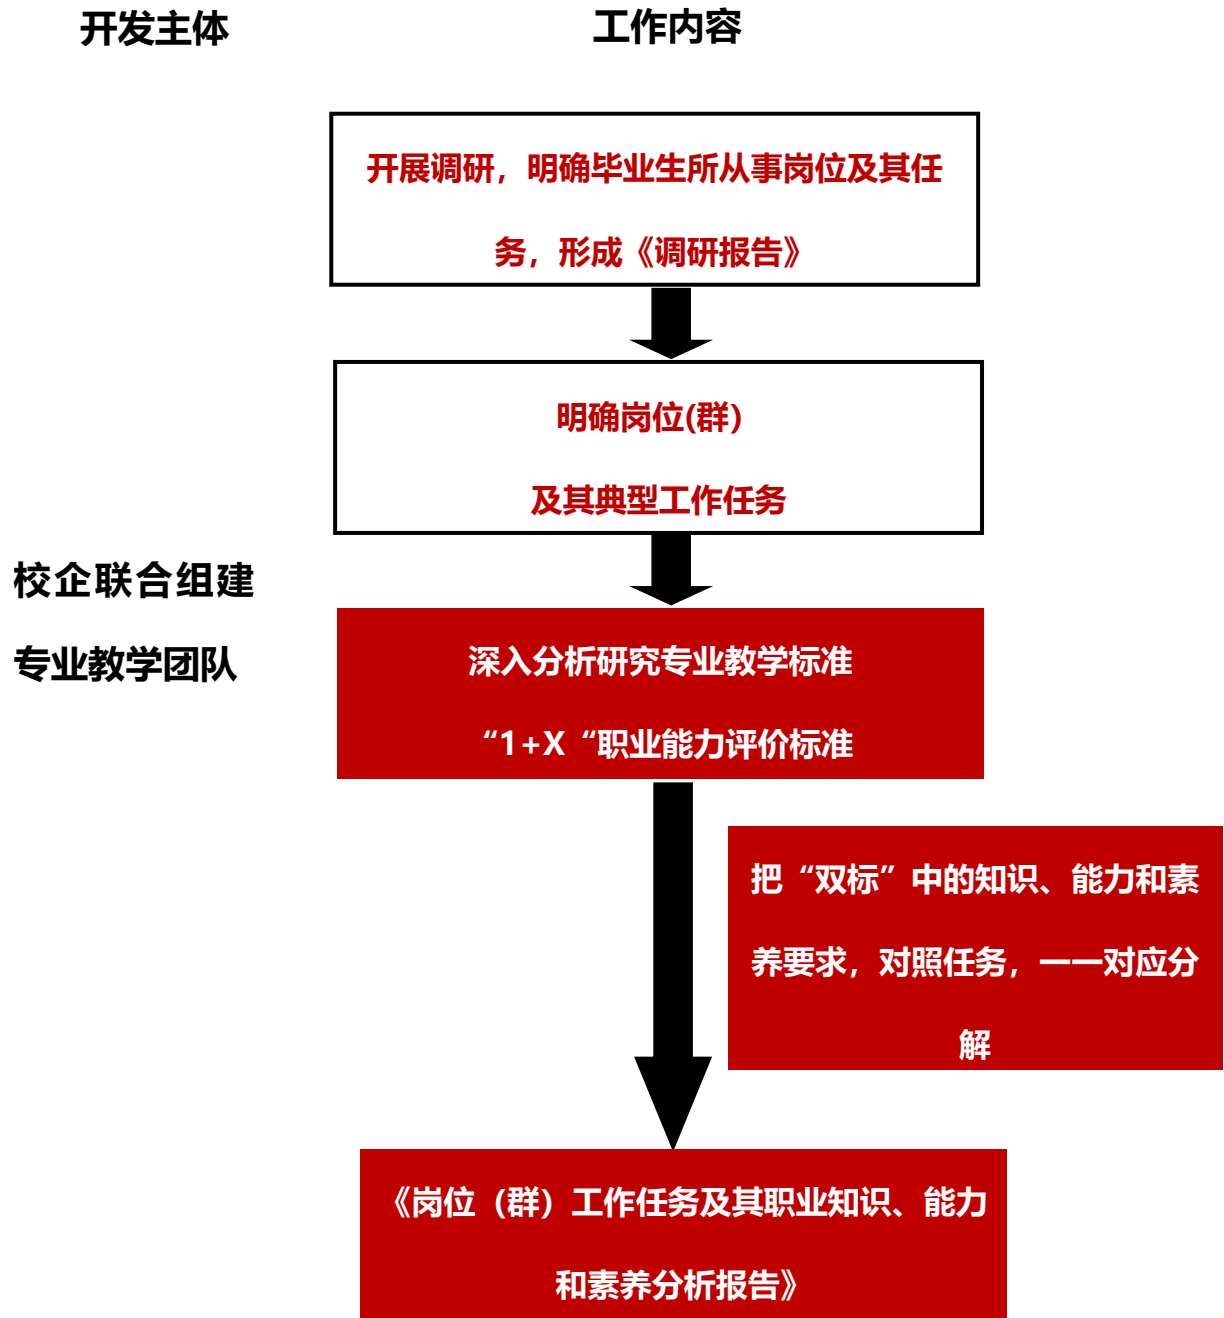 开发主体
工作内容
开展调研，明确毕业生所从事岗位及其任
务，形成《调研报告》
明确岗位(群)
及其典型工作任务
校企联合组建
专业教学团队
深入分析研究专业教学标准
“1+X“职业能力评价标准
把“双标”中的知识、能力和素
养要求，对照任务，一一对应分
解
《岗位（群）工作任务及其职业知识、能力
和素养分析报告》